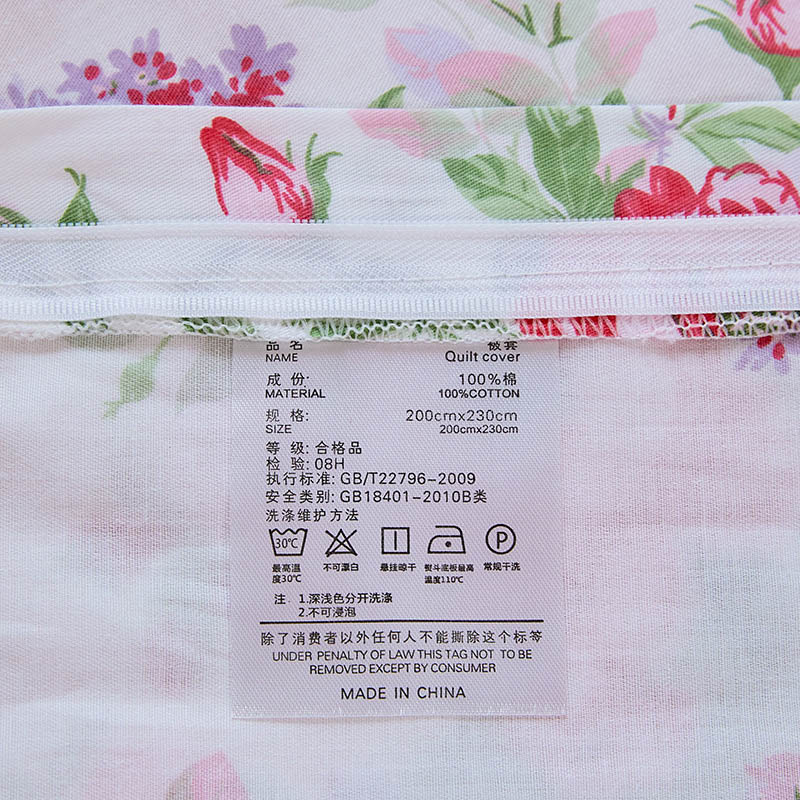 品 名 被套
NAME Quilt cover
成 份: 100%棉
MATERIAL 100%COTTON
规 格: 200cmx230cm
SIZE 200cmx230cm
等 级: 合格品
检 验: 08H
执行标准: GB/T22796-2009
安全类别: GB18401-2010B类
洗涤维护方法
30℃ P
最高温 不可漂白 悬挂晾干 熨斗底板最高 常规干洗
度30℃ 温度110℃
注 . 1.深浅色分开洗涤
2.不可浸泡
除了消费者以外任何人不能撕除这个标等
UNDER PENALTY OF LAW THIS TAG NOT TO BE
REMOVED EXCEPT BY CONSUMER
MADE IN CHINA